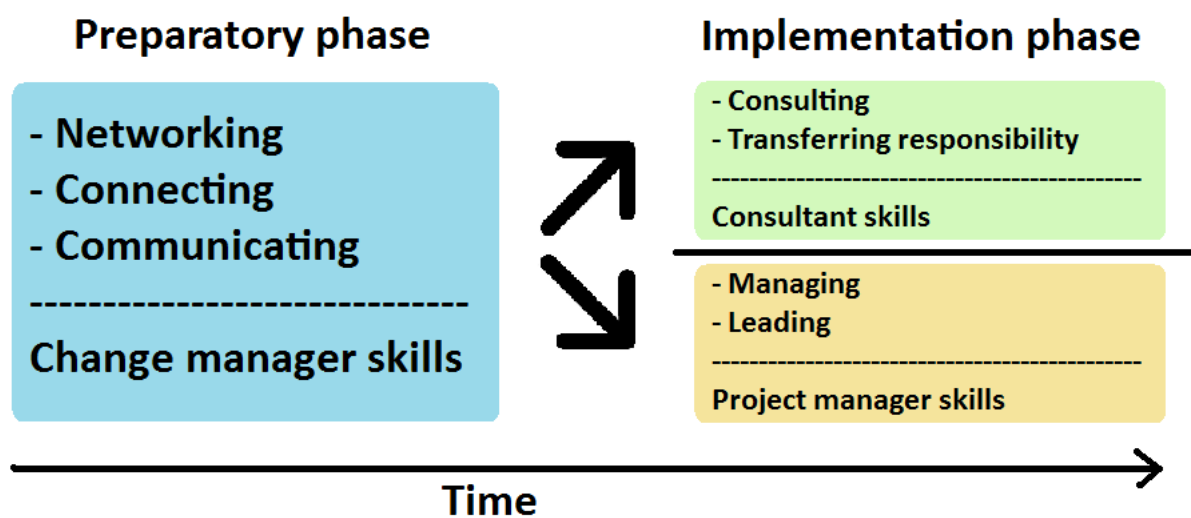 Preparatory phase
- Networking
- Connecting
- Communicating
------------------------------
Change manager skills
Implementation phase
- Consulting
- Transferring responsibility
----------------------------------------------
Consultant skills
- Managing
- Leading
----------------------------------------------
Project manager skills
Time